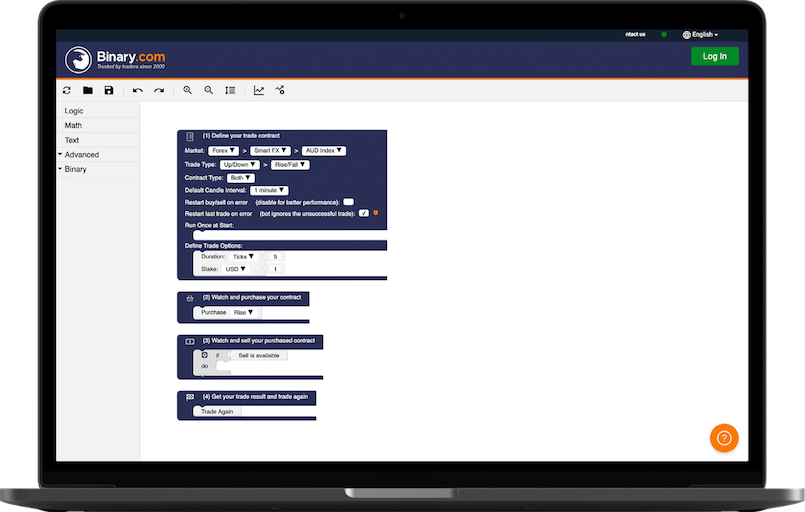 ntact us
English
Binary.com
Trusted by traders since 2000
Log In
Logic
Math
Text
Advanced
Binary
(1) Define your trade contract
Market: Forex > Smart FX > AUD Index
Trade Type: Up/Down > Rise/Fall
Contract Type: Both
Default Candle Interval: 1 minute
Restart buy/sell on error (disable for better performance):
Restart last trade on error (bot ignores the unsuccessful trade):
Run Once at Start:
Define Trade Options:
Duration: Ticks 5
Stake: USD 1
(2) Watch and purchase your contract
Purchase Rise
(3) Watch and sell your purchased contract
if Sell is available
do
(4) Get your trade result and trade again
Trade Again
?